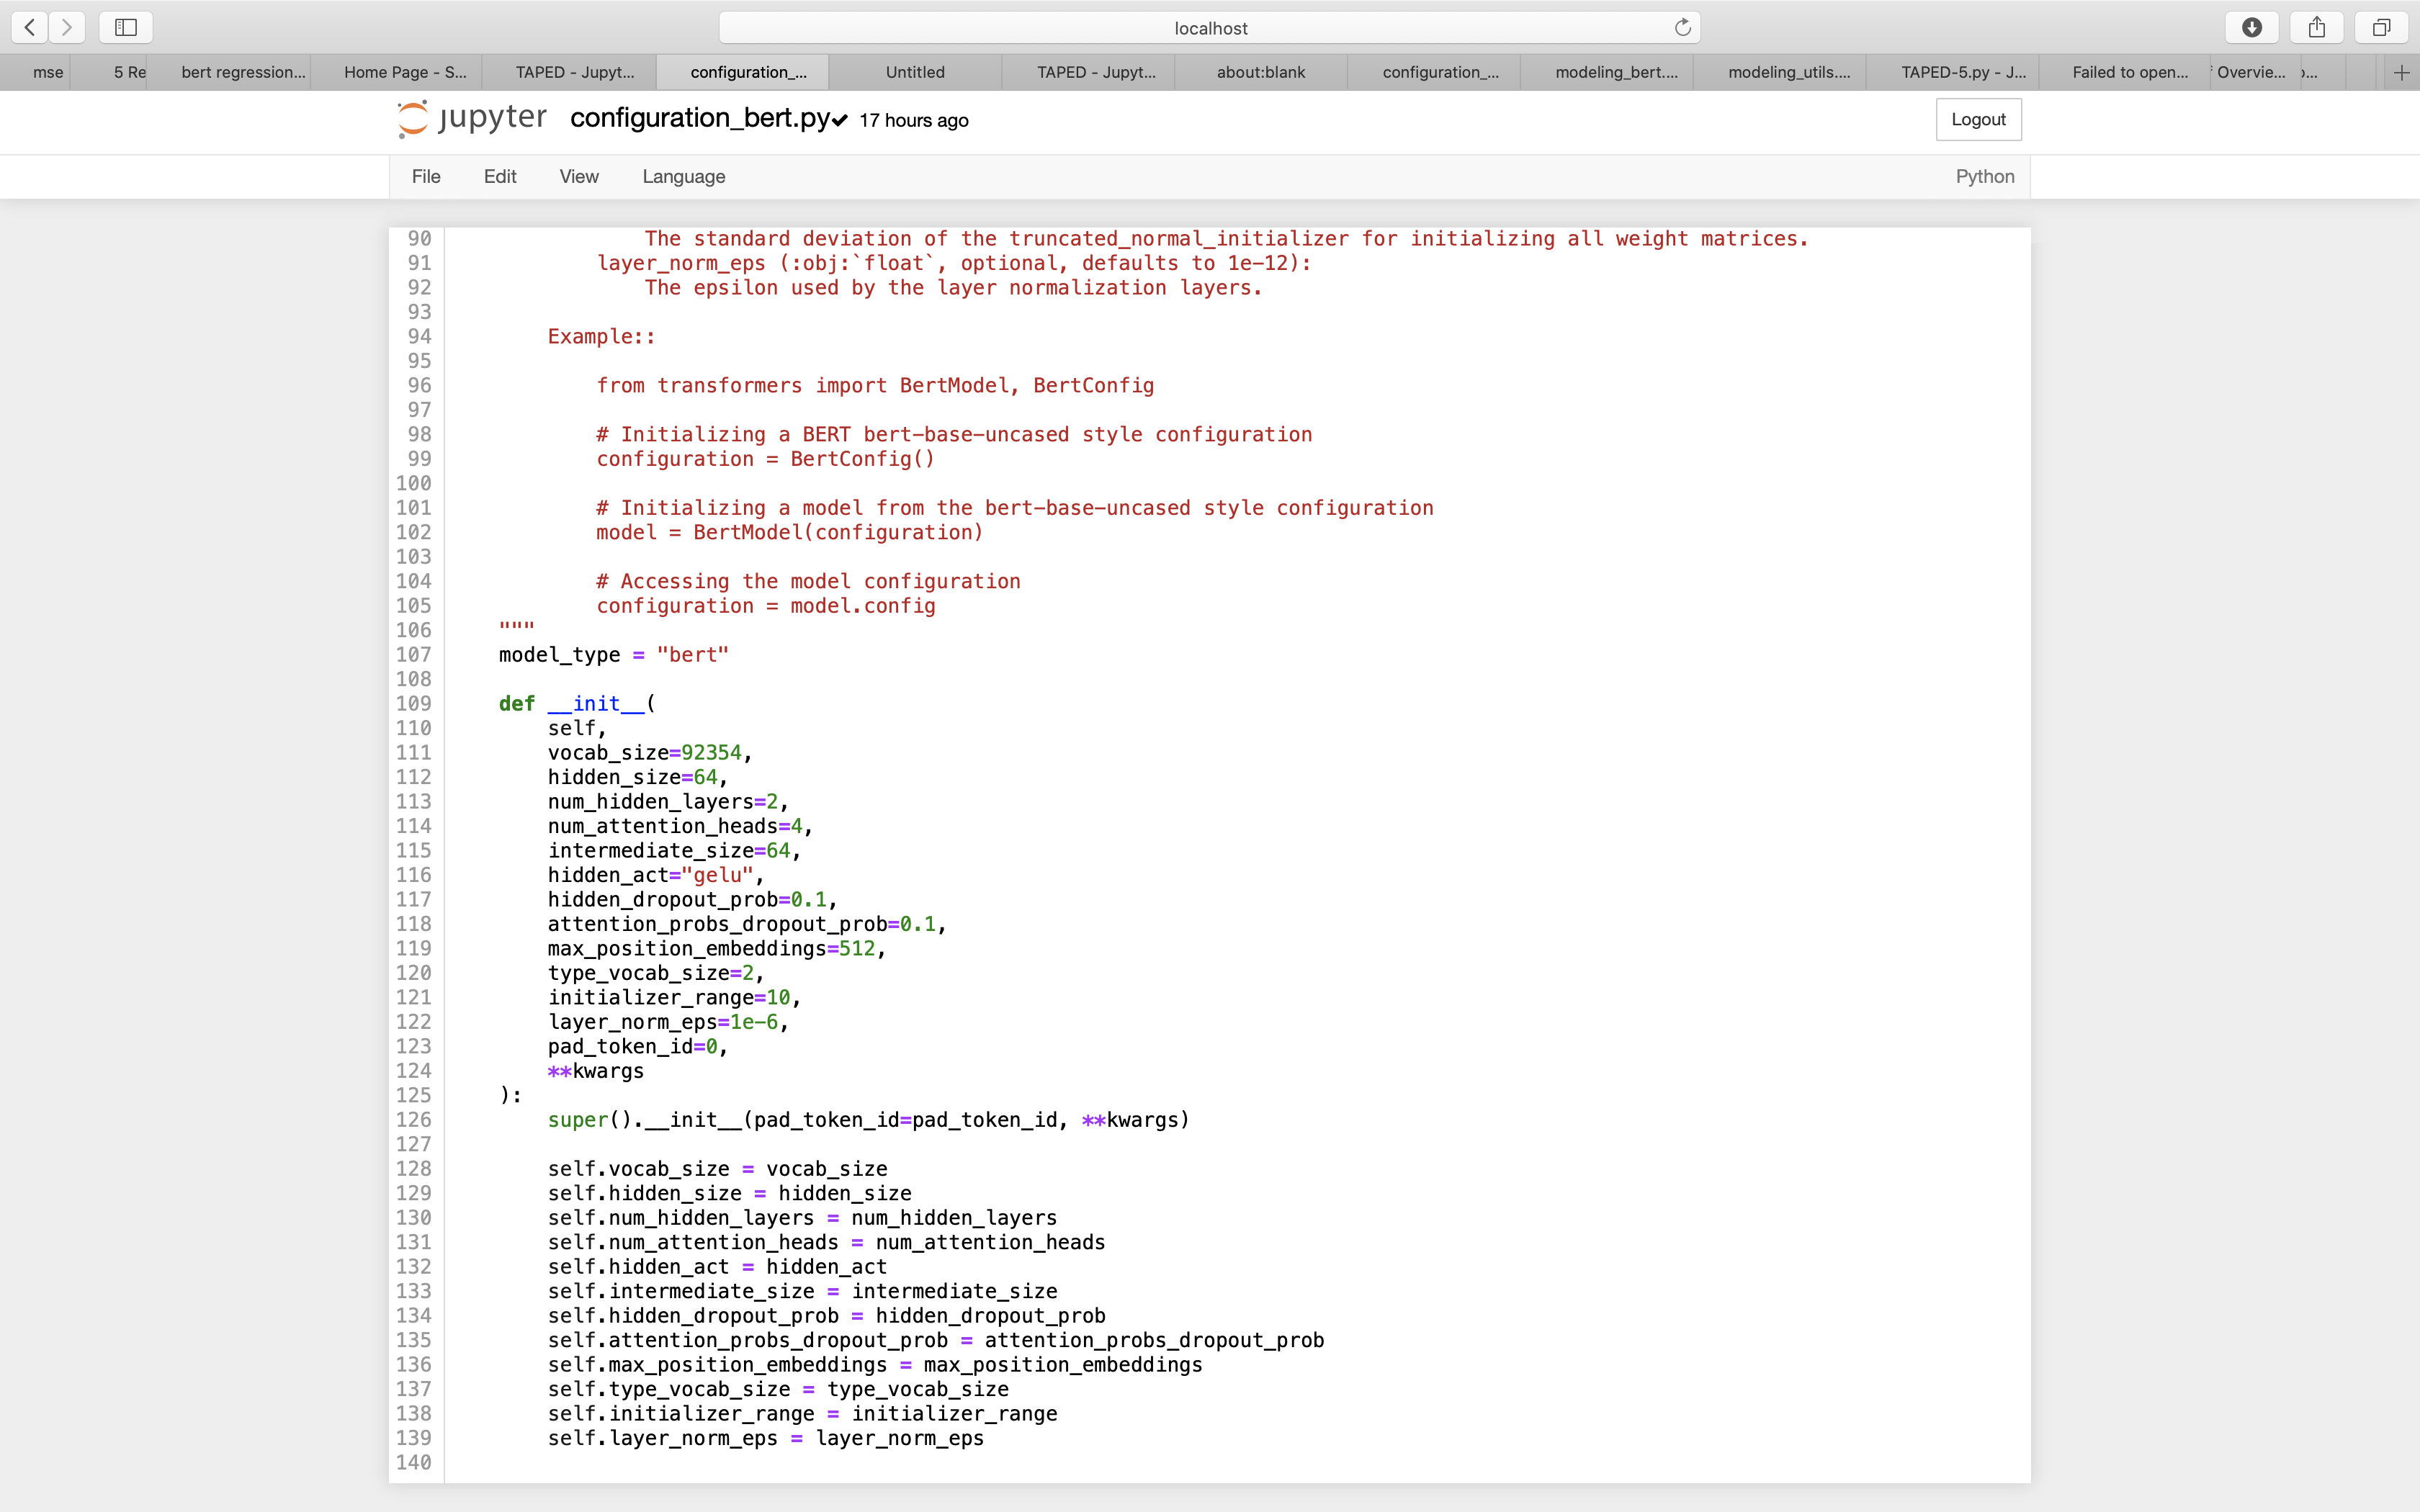 localhost
mse
5 Re
bert regression...
Home Page - S...
TAPED - Jupyt...
configuration_...
Untitled
TAPED - Jupyt...
about:blank
configuration_...
modeling_bert....
modeling_utils....
TAPED-5.py - J...
Failed to open...
Overvie...
jupyter configuration_bert.py✔ 17 hours ago
Logout
File Edit View Language
Python
90 The standard deviation of the truncated_normal_initializer for initializing all weight matrices.
91 layer_norm_eps (:obj:`float`, optional, defaults to 1e-12):
92 The epsilon used by the layer normalization layers.
93
94 Example::
95
96 from transformers import BertModel, BertConfig
97
98 # Initializing a BERT bert-base-uncased style configuration
99 configuration = BertConfig()
100
101 # Initializing a model from the bert-base-uncased style configuration
102 model = BertModel(configuration)
103
104 # Accessing the model configuration
105 configuration = model.config
106 """
107 model_type = "bert"
108
109 def __init__(
110 self,
111 vocab_size=92354,
112 hidden_size=64,
113 num_hidden_layers=2,
114 num_attention_heads=4,
115 intermediate_size=64,
116 hidden_act="gelu",
117 hidden_dropout_prob=0.1,
118 attention_probs_dropout_prob=0.1,
119 max_position_embeddings=512,
120 type_vocab_size=2,
121 initializer_range=10,
122 layer_norm_eps=1e-6,
123 pad_token_id=0,
124 **kwargs
125 ):
126 super().__init__(pad_token_id=pad_token_id, **kwargs)
127
128 self.vocab_size = vocab_size
129 self.hidden_size = hidden_size
130 self.num_hidden_layers = num_hidden_layers
131 self.num_attention_heads = num_attention_heads
132 self.hidden_act = hidden_act
133 self.intermediate_size = intermediate_size
134 self.hidden_dropout_prob = hidden_dropout_prob
135 self.attention_probs_dropout_prob = attention_probs_dropout_prob
136 self.max_position_embeddings = max_position_embeddings
137 self.type_vocab_size = type_vocab_size
138 self.initializer_range = initializer_range
139 self.layer_norm_eps = layer_norm_eps
140